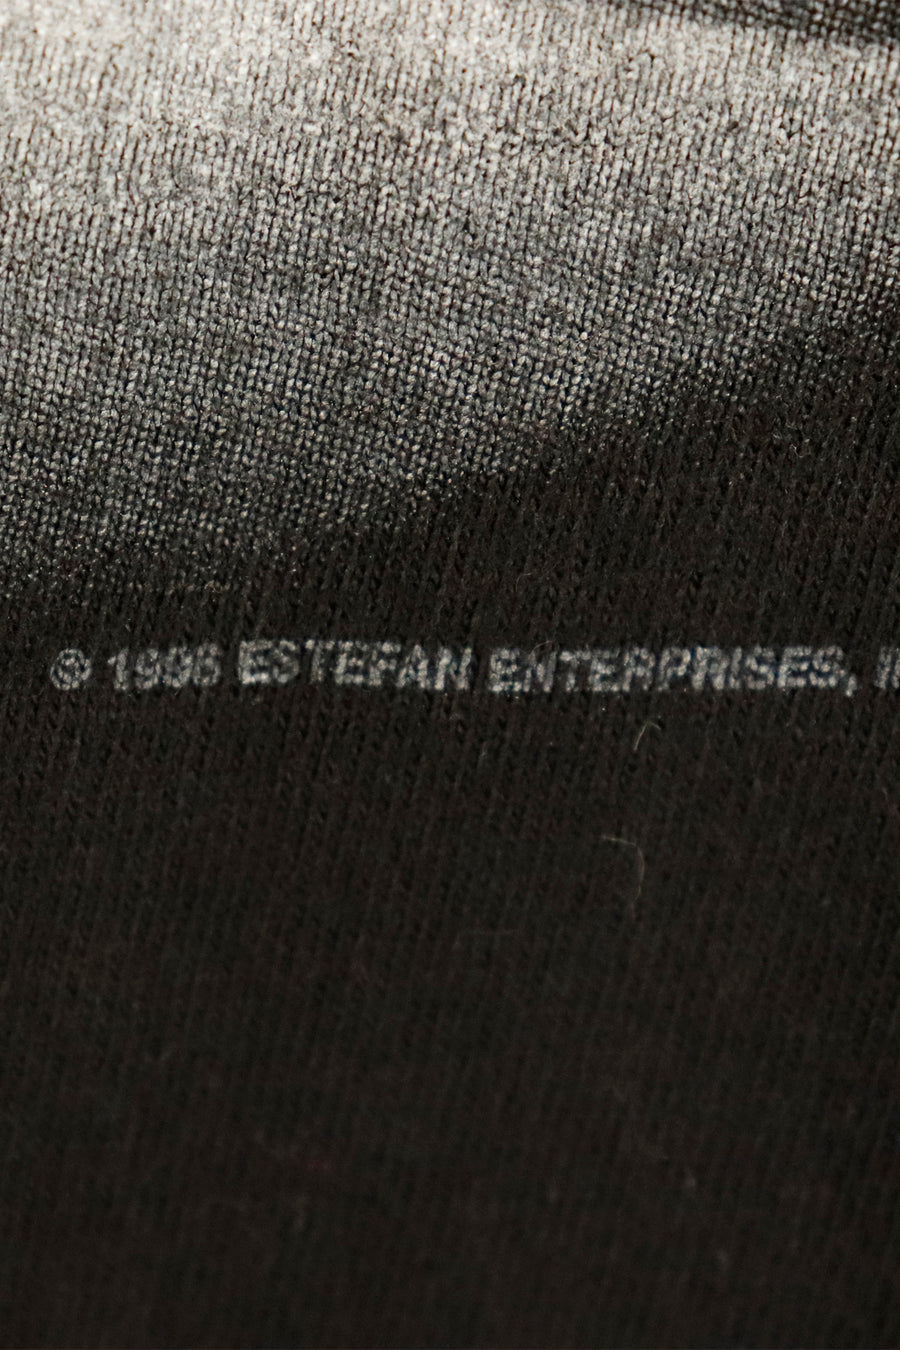 © 1996 ESTEFAN ENTERPRISES, I